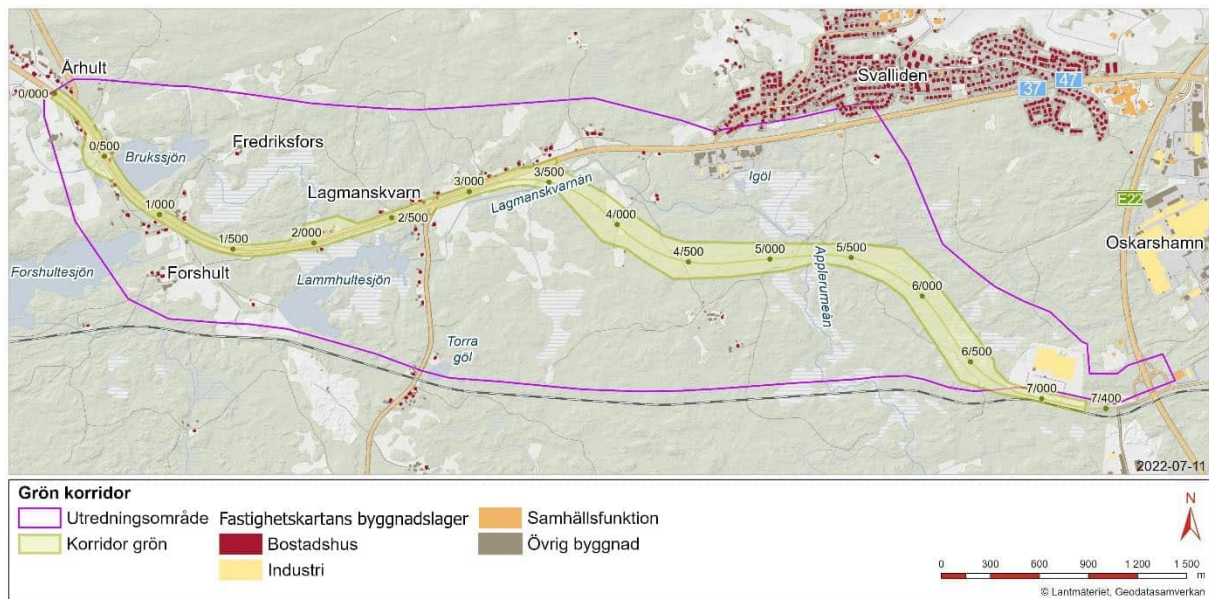 Århult
0/000
Svalliden
37
47
0/500
Brukssjön
Fredriksfors
Lagmanskvarn
3/000
3/500
Lagmanskvarnån
Igöl
E22
1/000
2/500
4/000
Oskarshamn
1/500
2/000
4/500
5/000
5/500
Applerumeån
Forshultesjön
Forshult
Lammhultesjön
6/000
Torra
göl
6/500
7/000
7/400
2022-07-11
Grön korridor
Utredningsområde
Korridor grön
Fastighetskartans byggnadslager
Bostadshus
Industri
Samhällsfunktion
Övrig byggnad
N
0 300 600 900 1 200 1 500
m
© Lantmäteriet, Geodatasamverkan